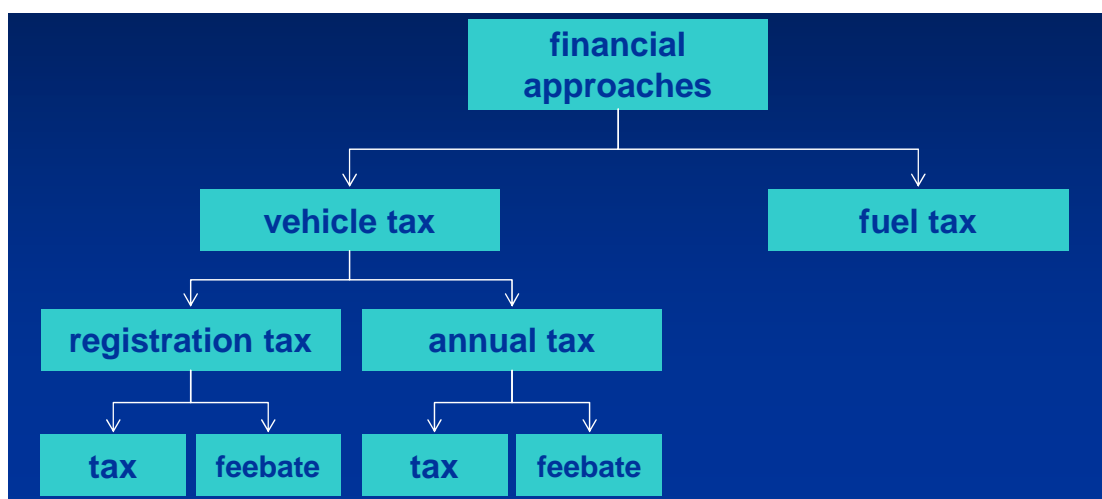 financial
approaches
vehicle tax
fuel tax
registration tax
annual tax
tax
feebate
tax
feebate